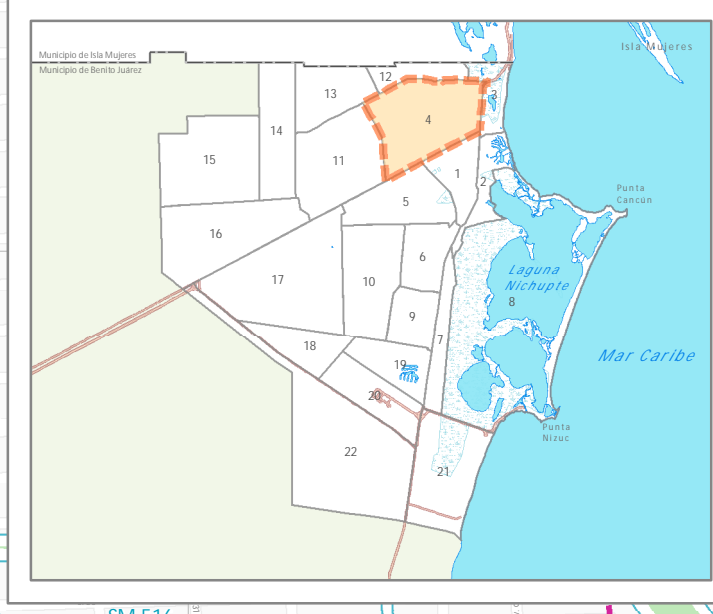 Isla Mujeres
Municipio de Isla Mujeres
Municipio de Benito Juárez
12
13
3
4
14
15
11
1
2
Punta
Cancún
5
16
6
Laguna
Nichupte
17
10
8
9
7
18
19
Mar Caribe
20
Punta
Nizuc
22
21
SM 514